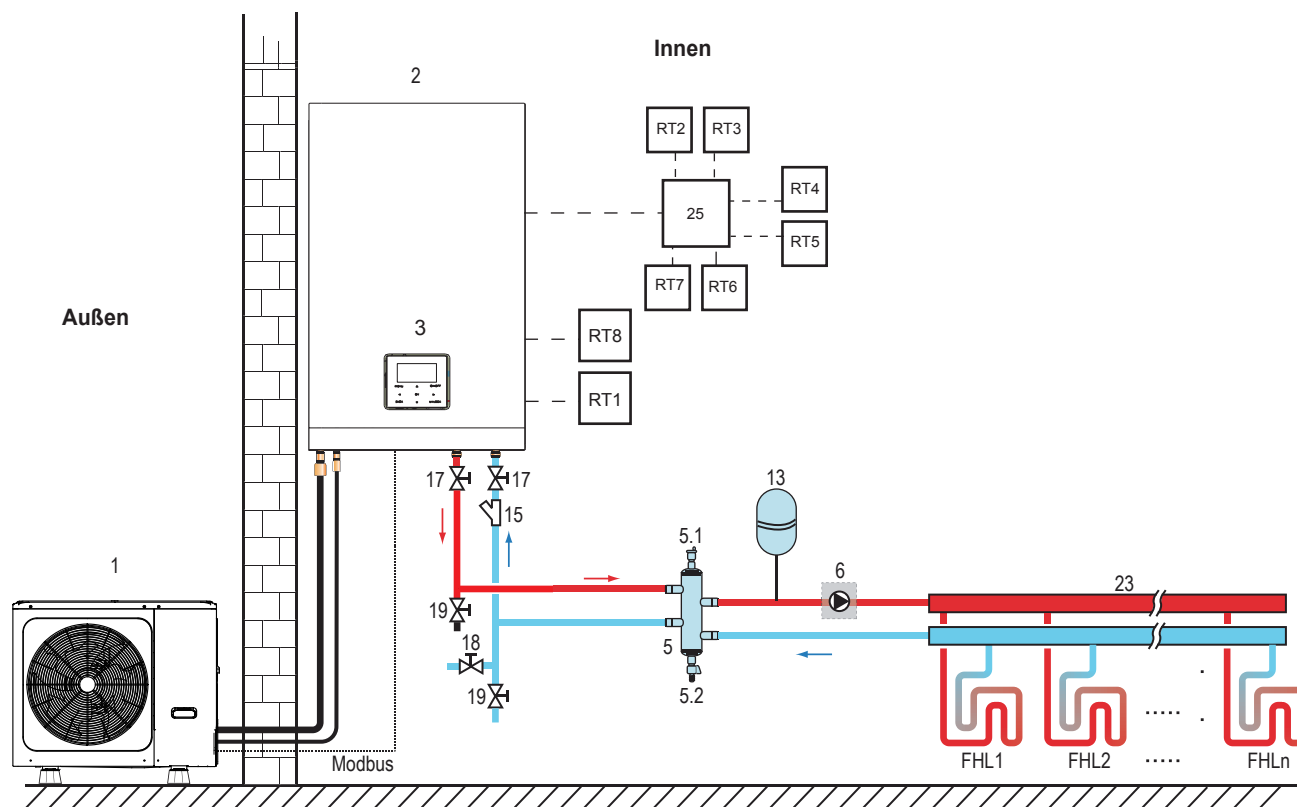 Innen
2
RT2
RT3
25
RT4
RT5
RT7
RT6
Außen
3
RT8
RT1
17
17
15
13
5.1
1
6
23
19
5
18
5.2
19
FHL1
FHL2
.....
.....
FHLn
Modbus